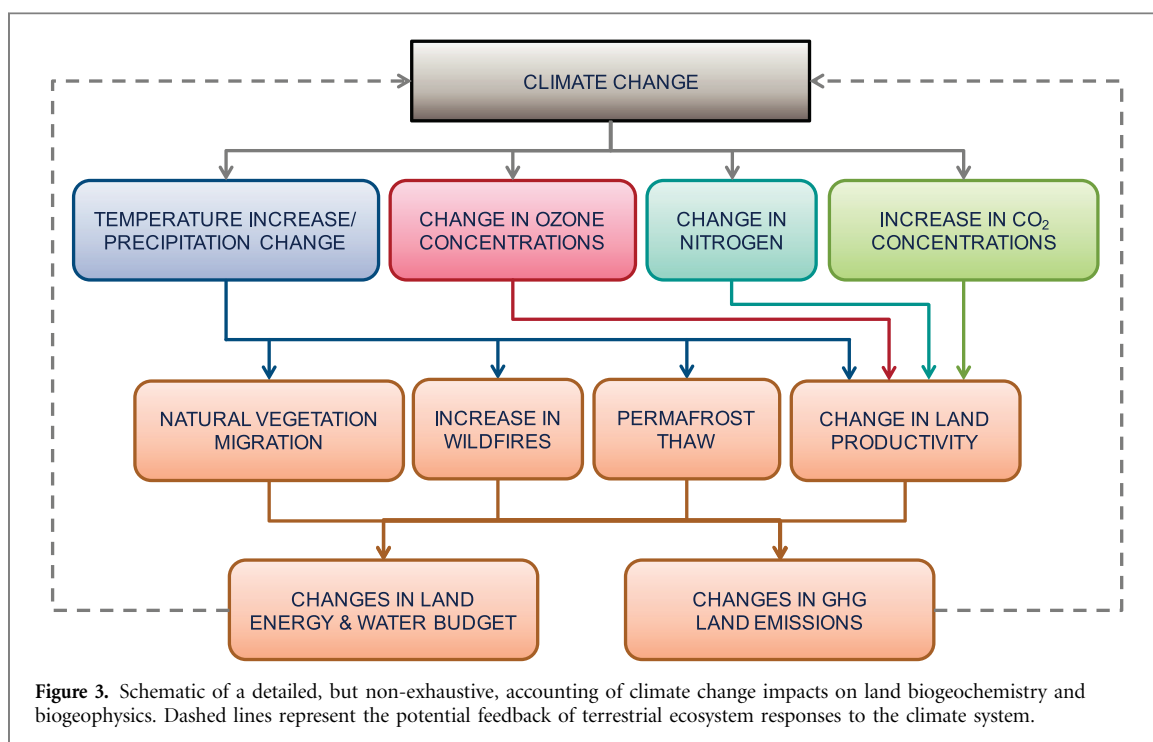 CLIMATE CHANGE
TEMPERATURE INCREASE/
PRECIPITATION CHANGE
CHANGE IN OZONE
CONCENTRATIONS
CHANGE IN
NITROGEN
INCREASE IN CO₂
CONCENTRATIONS
NATURAL VEGETATION
MIGRATION
INCREASE IN
WILDFIRES
PERMAFROST
THAW
CHANGE IN LAND
PRODUCTIVITY
CHANGES IN LAND
ENERGY & WATER BUDGET
CHANGES IN GHG
LAND EMISSIONS
Figure 3. Schematic of a detailed, but non-exhaustive, accounting of climate change impacts on land biogeochemistry and
biogeophysics. Dashed lines represent the potential feedback of terrestrial ecosystem responses to the climate system.